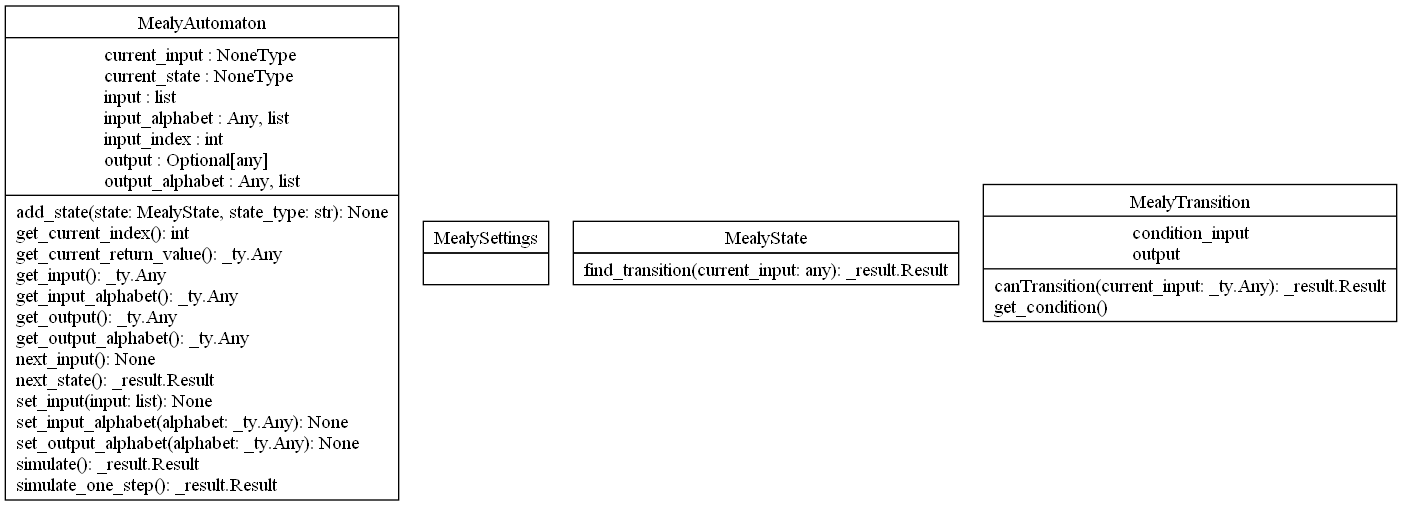 MealyAutomaton
current_input : NoneType
current_state : NoneType
input : list
input_alphabet : Any, list
input_index : int
output : Optional[any]
output_alphabet : Any, list
add_state(state: MealyState, state_type: str): None
get_current_index(): int
get_current_return_value(): _ty.Any
get_input(): _ty.Any
get_input_alphabet(): _ty.Any
get_output(): _ty.Any
get_output_alphabet(): _ty.Any
next_input(): None
next_state(): _result.Result
set_input(input: list): None
set_input_alphabet(alphabet: _ty.Any): None
set_output_alphabet(alphabet: _ty.Any): None
simulate(): _result.Result
simulate_one_step(): _result.Result
MealySettings
MealyState
find_transition(current_input: any): _result.Result
MealyTransition
condition_input
output
canTransition(current_input: _ty.Any): _result.Result
get_condition()